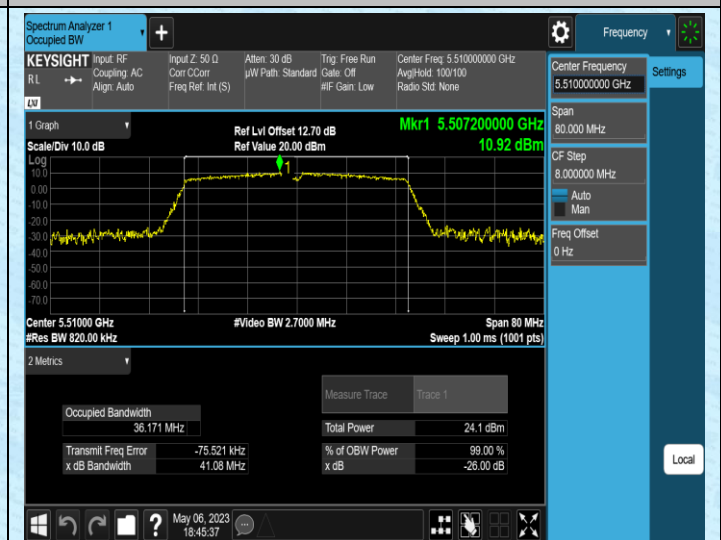 Spectrum Analyzer 1
Occupied BW
+
Frequency
KEYSIGHT
RL
LXI
Input: RF
Coupling: AC
Align: Auto
Input Z: 50 Ω
Corr CCorr
Freq Ref: Int (S)
Atten: 30 dB
µW Path: Standard
Trig: Free Run
Gate: Off
#IF Gain: Low
Center Freq: 5.510000000 GHz
Avg|Hold: 100/100
Radio Std: None
Center Frequency
5.510000000 GHz
Settings
Span
80.000 MHz
CF Step
8.000000 MHz
Auto
Man
Freq Offset
0 Hz
Local
1 Graph
Scale/Div 10.0 dB
Ref Lvl Offset 12.70 dB
Ref Value 20.00 dBm
Mkr1 5.507200000 GHz
10.92 dBm
Log
1
10.0
0.00
-10.0
-20.0
-30.0
-40.0
-50.0
-60.0
-70.0
Center 5.51000 GHz
#Res BW 820.00 kHz
#Video BW 2.7000 MHz
Span 80 MHz
Sweep 1.00 ms (1001 pts)
2 Metrics
Measure Trace Trace 1
Occupied Bandwidth
36.171 MHz
Total Power 24.1 dBm
Transmit Freq Error -75.521 kHz
% of OBW Power 99.00 %
x dB Bandwidth 41.08 MHz
x dB -26.00 dB
?
May 06, 2023
18:45:37